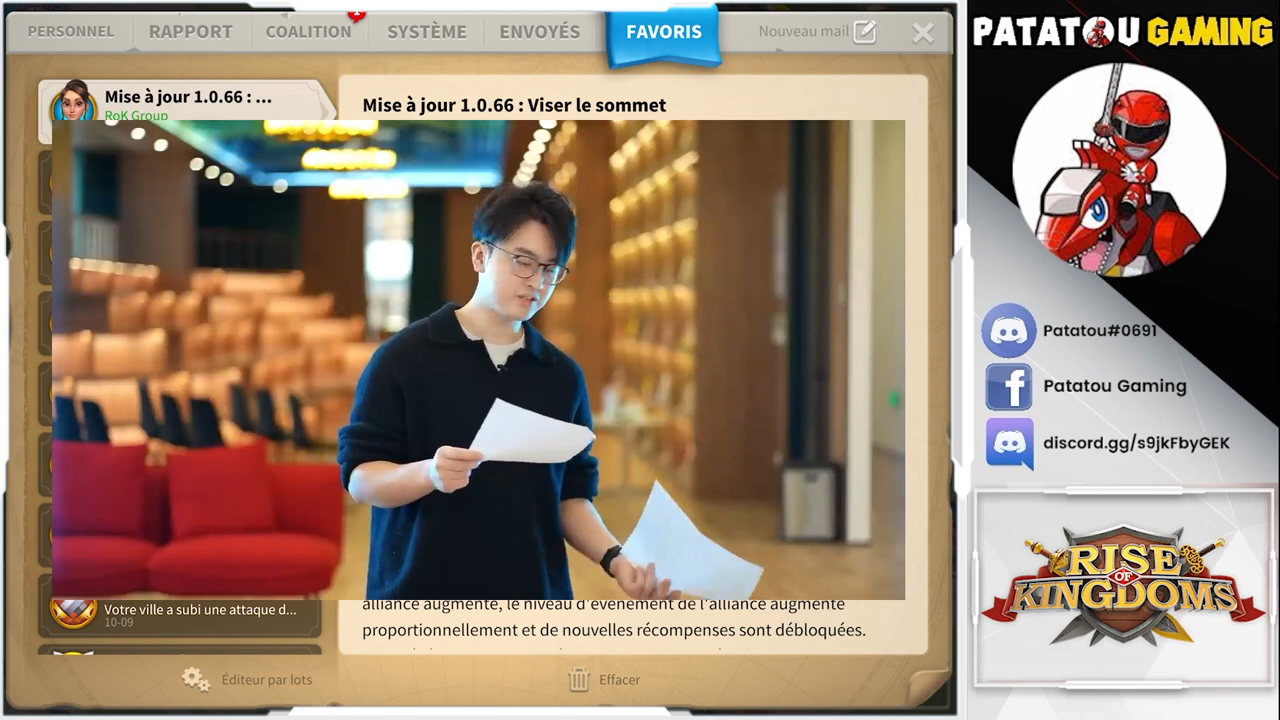 PERSONNEL
RAPPORT
COALITION
SYSTÈME
ENVOYÉS
FAVORIS
Nouveau mail
PATATOU GAMING
Mise à jour 1.0.66 : ...
RoK Group
Mise à jour 1.0.66 : Viser le sommet
Patatou#0691
Patatou Gaming
discord.gg/s9jkFbyGEK
RISE
OF
KINGDOMS
alliance augmente, le niveau d'événement de l'alliance augmente
proportionnellement et de nouvelles récompenses sont débloquées.
Votre ville a subi une attaque d...
10-09
Éditeur par lots
Effacer